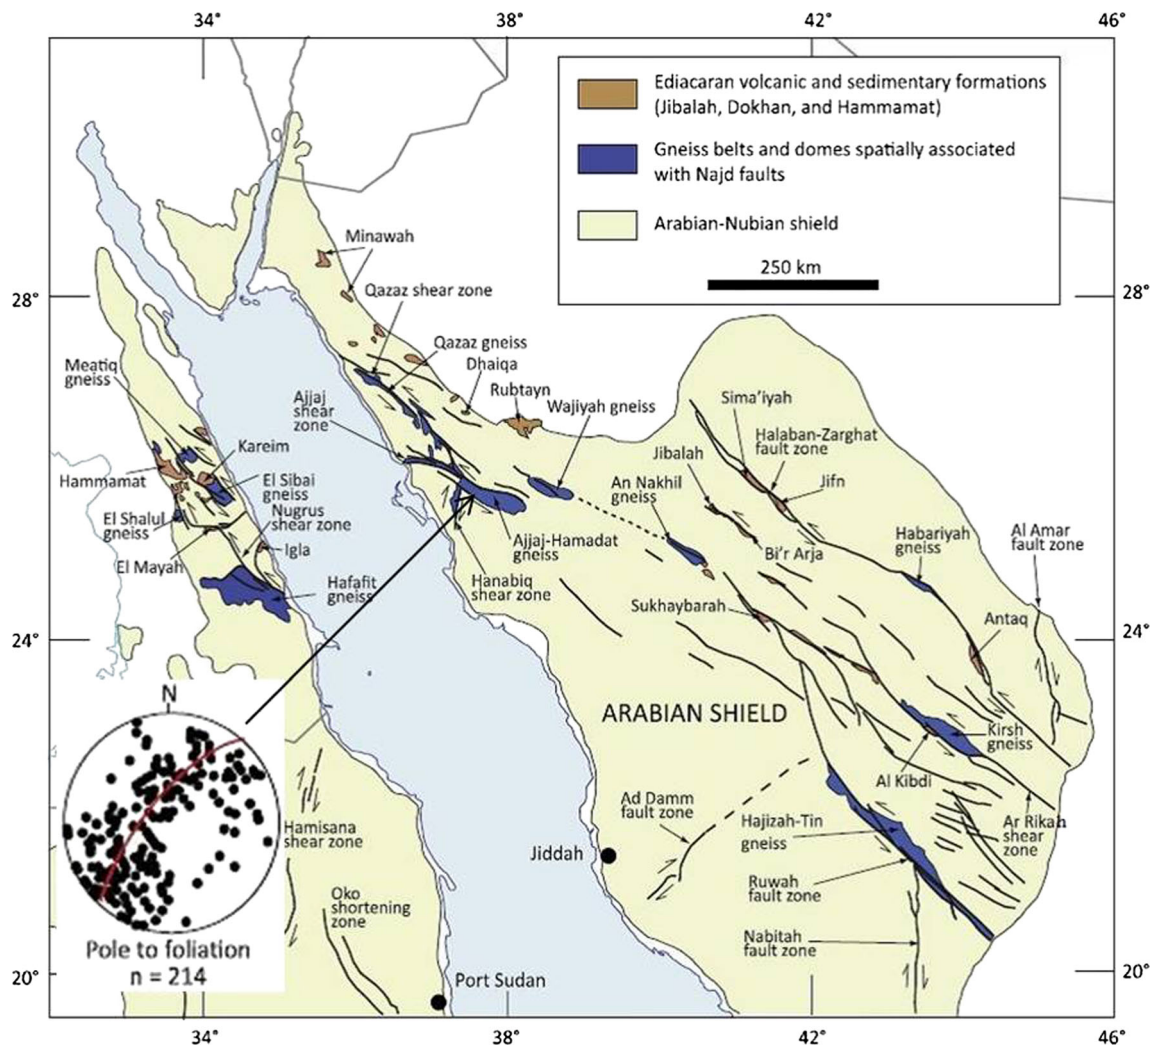 34°
38°
42°
46°
Ediacaran volcanic and sedimentary formations
(Jibalah, Dokhan, and Hammamat)
Gneiss belts and domes spatially associated
with Najd faults
Arabian-Nubian shield
250 km
28°
28°
Minawah
Qazaz shear zone
Qazaz gneiss
Dhaiqa
Rubtayn
Wajiyah gneiss
Meatiq
gneiss
Ajjaj
shear
zone
Sima'iyah
Halaban-Zarghat
fault zone
Jibalah
Jifn
An Nakhil
gneiss
Kareim
Hammamat
El Sibai
gneiss
Nugrus
shear zone
El Shalul
gneiss
Igla
El Mayah
Hafafit
gneiss
Ajjaj-Hamadat
gneiss
Hanabiq
shear zone
Bi'r Arja
Habariyah
gneiss
Al Amar
fault zone
Sukhaybarah
Antaq
24°
24°
ARABIAN SHIELD
Kirsh
gneiss
Al Kibdi
Ar Rikah
shear
zone
Ad Damm
fault zone
Hajizah-Tin
gneiss
Jiddah
Ruwah
fault zone
Nabitah
fault zone
N
Pole to foliation
n = 214
Hamisana
shear zone
Oko
shortening
zone
Port Sudan
20°
20°
34°
38°
42°
46°